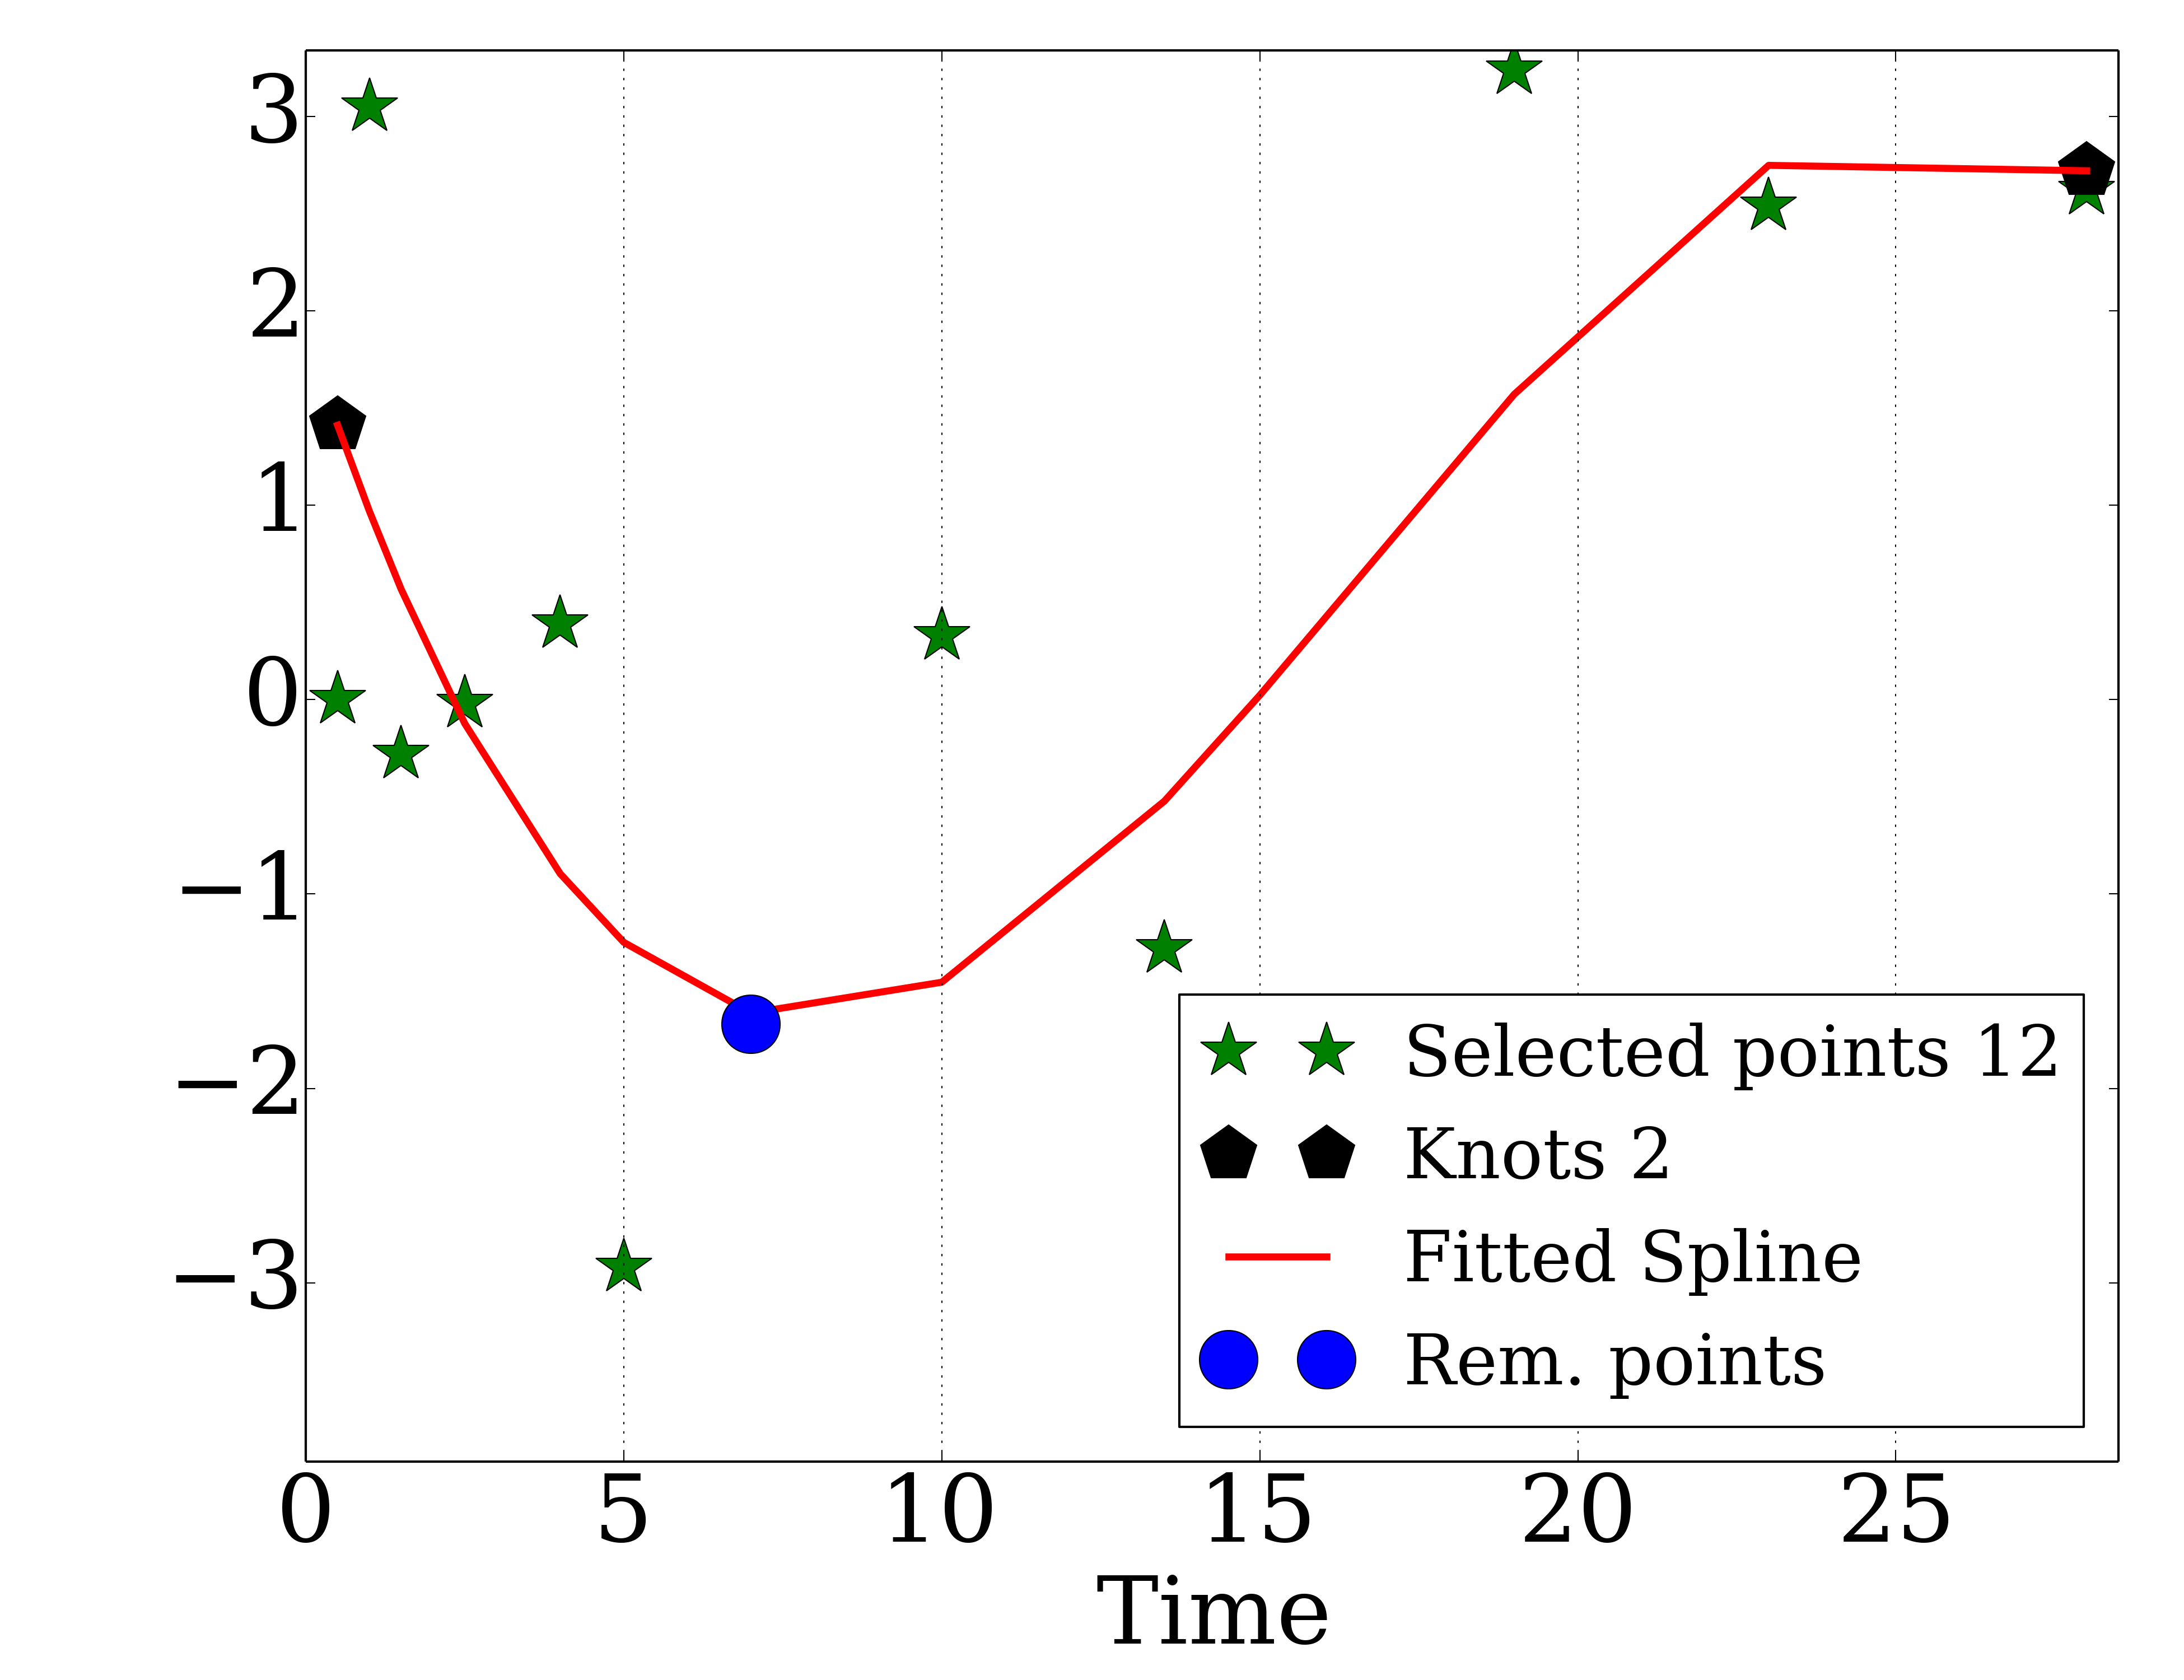 3
2
1
0
−1
−2
−3
Selected points 12
Knots 2
Fitted Spline
Rem. points
0 5 10 15 20 25
Time